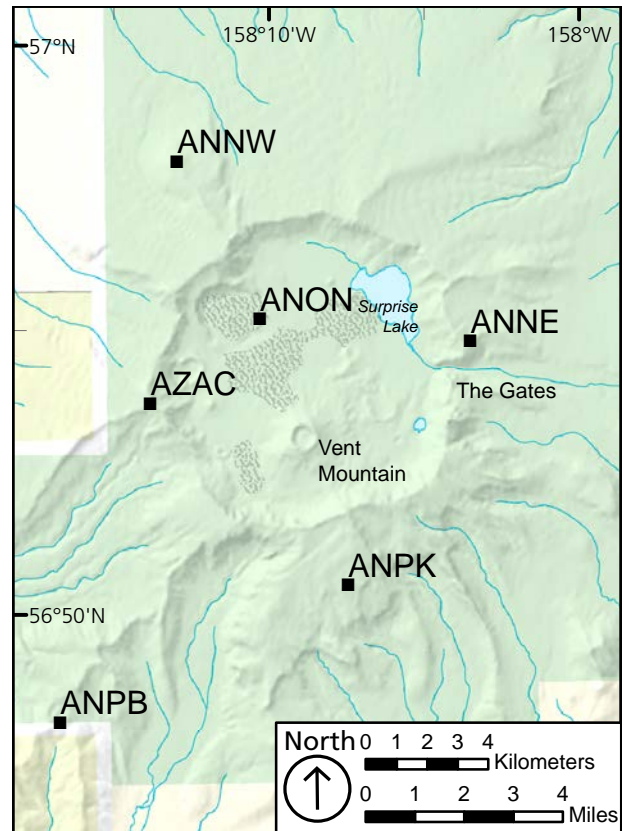 158°10'W
158°W
57°N
ANNW
ANON
Surprise
Lake
ANNE
AZAC
The Gates
Vent
Mountain
ANPK
56°50'N
ANPB
North
0 1 2 3 4
Kilometers
0 1 2 3 4
Miles